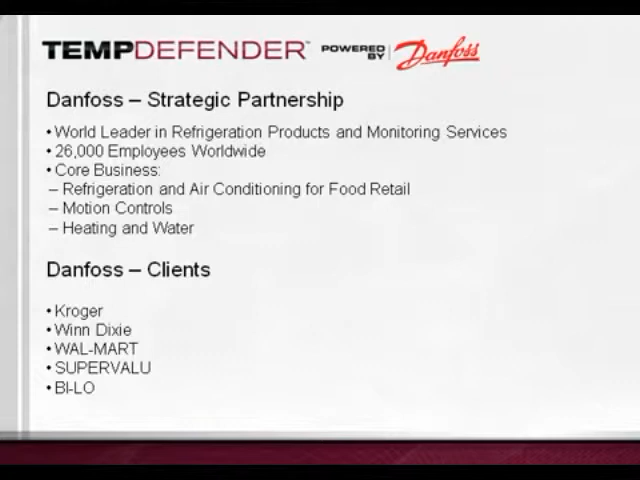 TEMPDEFENDER™ POWERED BY Danfoss
Danfoss – Strategic Partnership
• World Leader in Refrigeration Products and Monitoring Services
• 26,000 Employees Worldwide
• Core Business:
– Refrigeration and Air Conditioning for Food Retail
– Motion Controls
– Heating and Water
Danfoss – Clients
• Kroger
• Winn Dixie
• WAL-MART
• SUPERVALU
• BI-LO